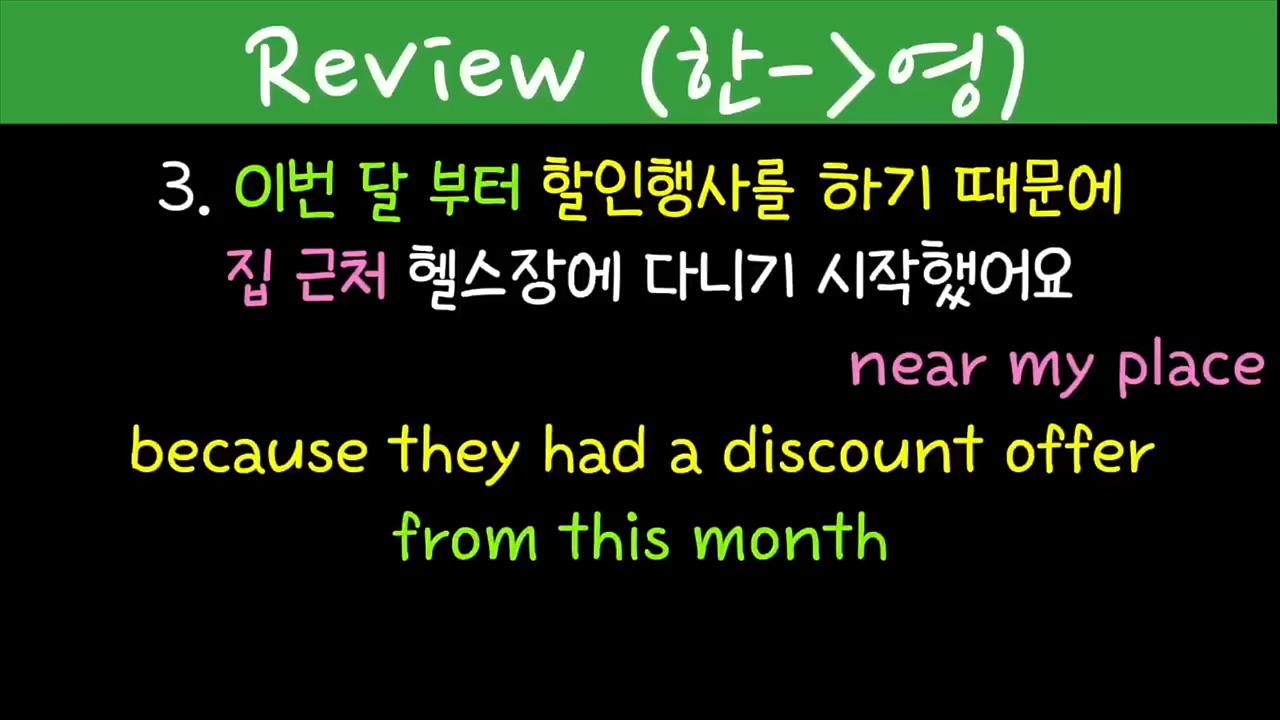 Review (한->영)
3. 이번 달 부터 할인행사를 하기 때문에
집 근처 헬스장에 다니기 시작했어요
near my place
because they had a discount offer
from this month